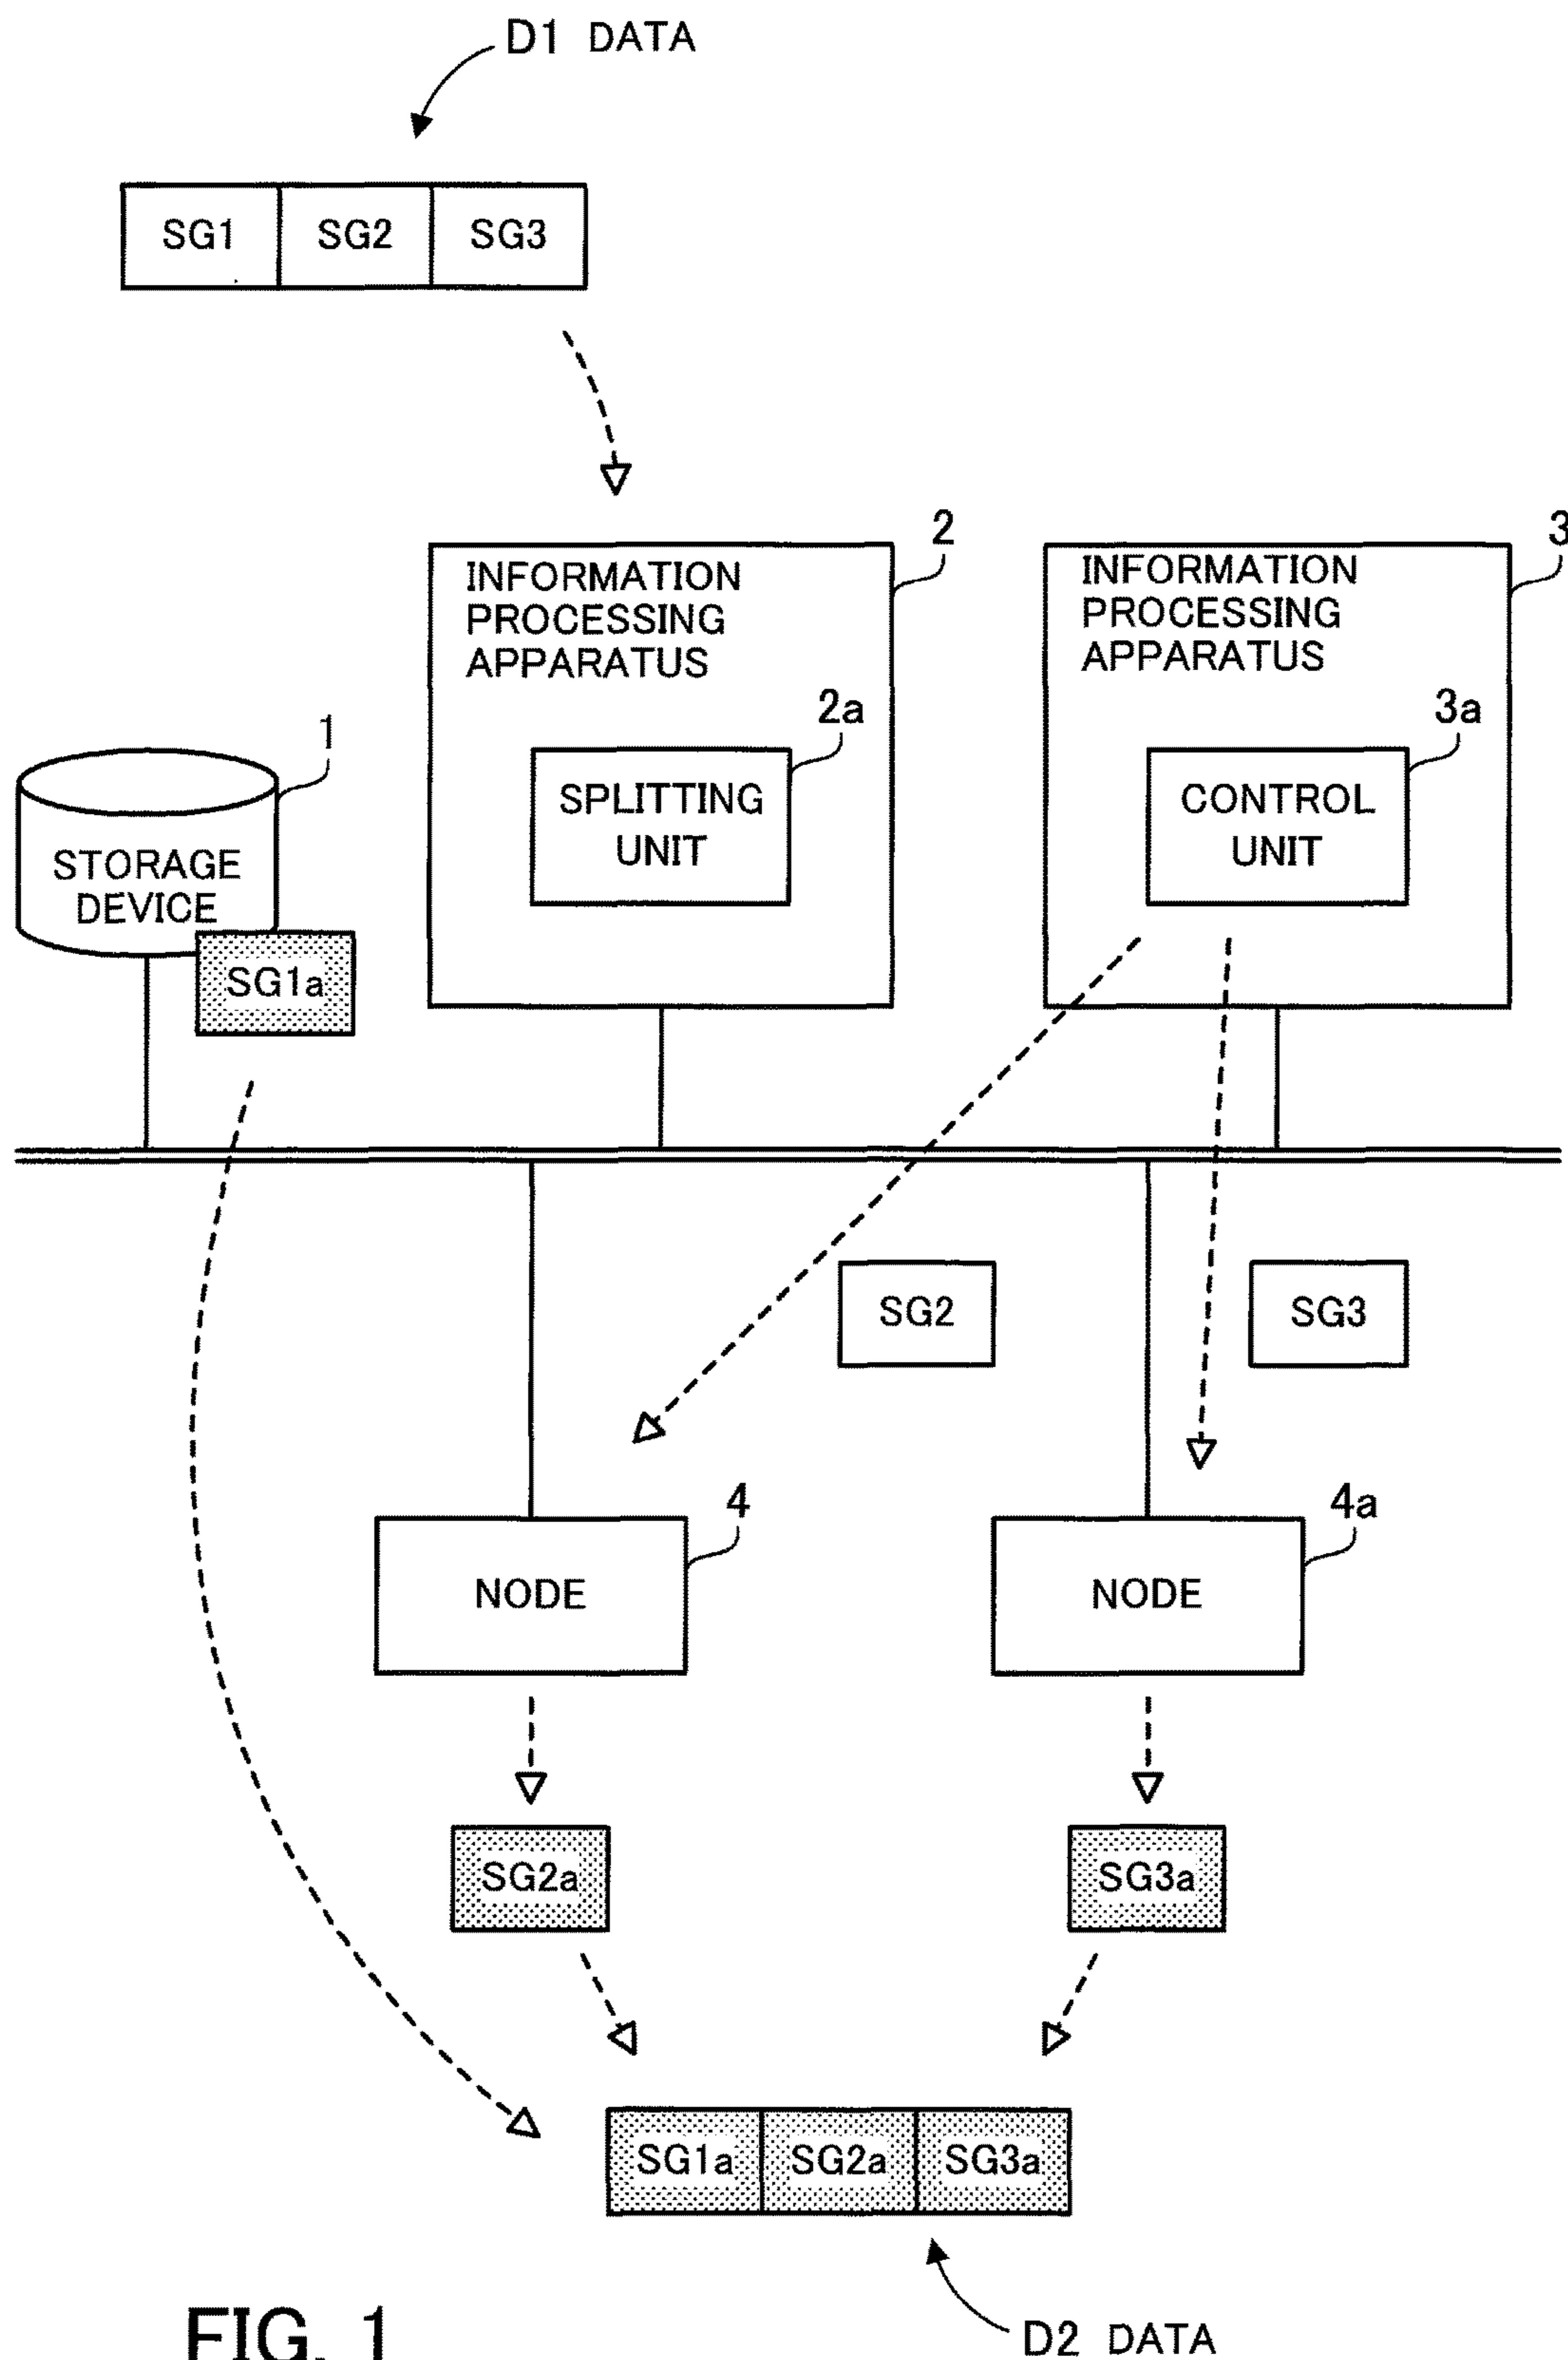 D1 DATA
SG1 SG2 SG3
2
3
INFORMATION
PROCESSING
APPARATUS
INFORMATION
PROCESSING
APPARATUS
2a
3a
1
SPLITTING
UNIT
CONTROL
UNIT
STORAGE
DEVICE
SG1a
SG2
SG3
4
4a
NODE
NODE
SG2a
SG3a
SG1a SG2a SG3a
D2 DATA
FIG. 1